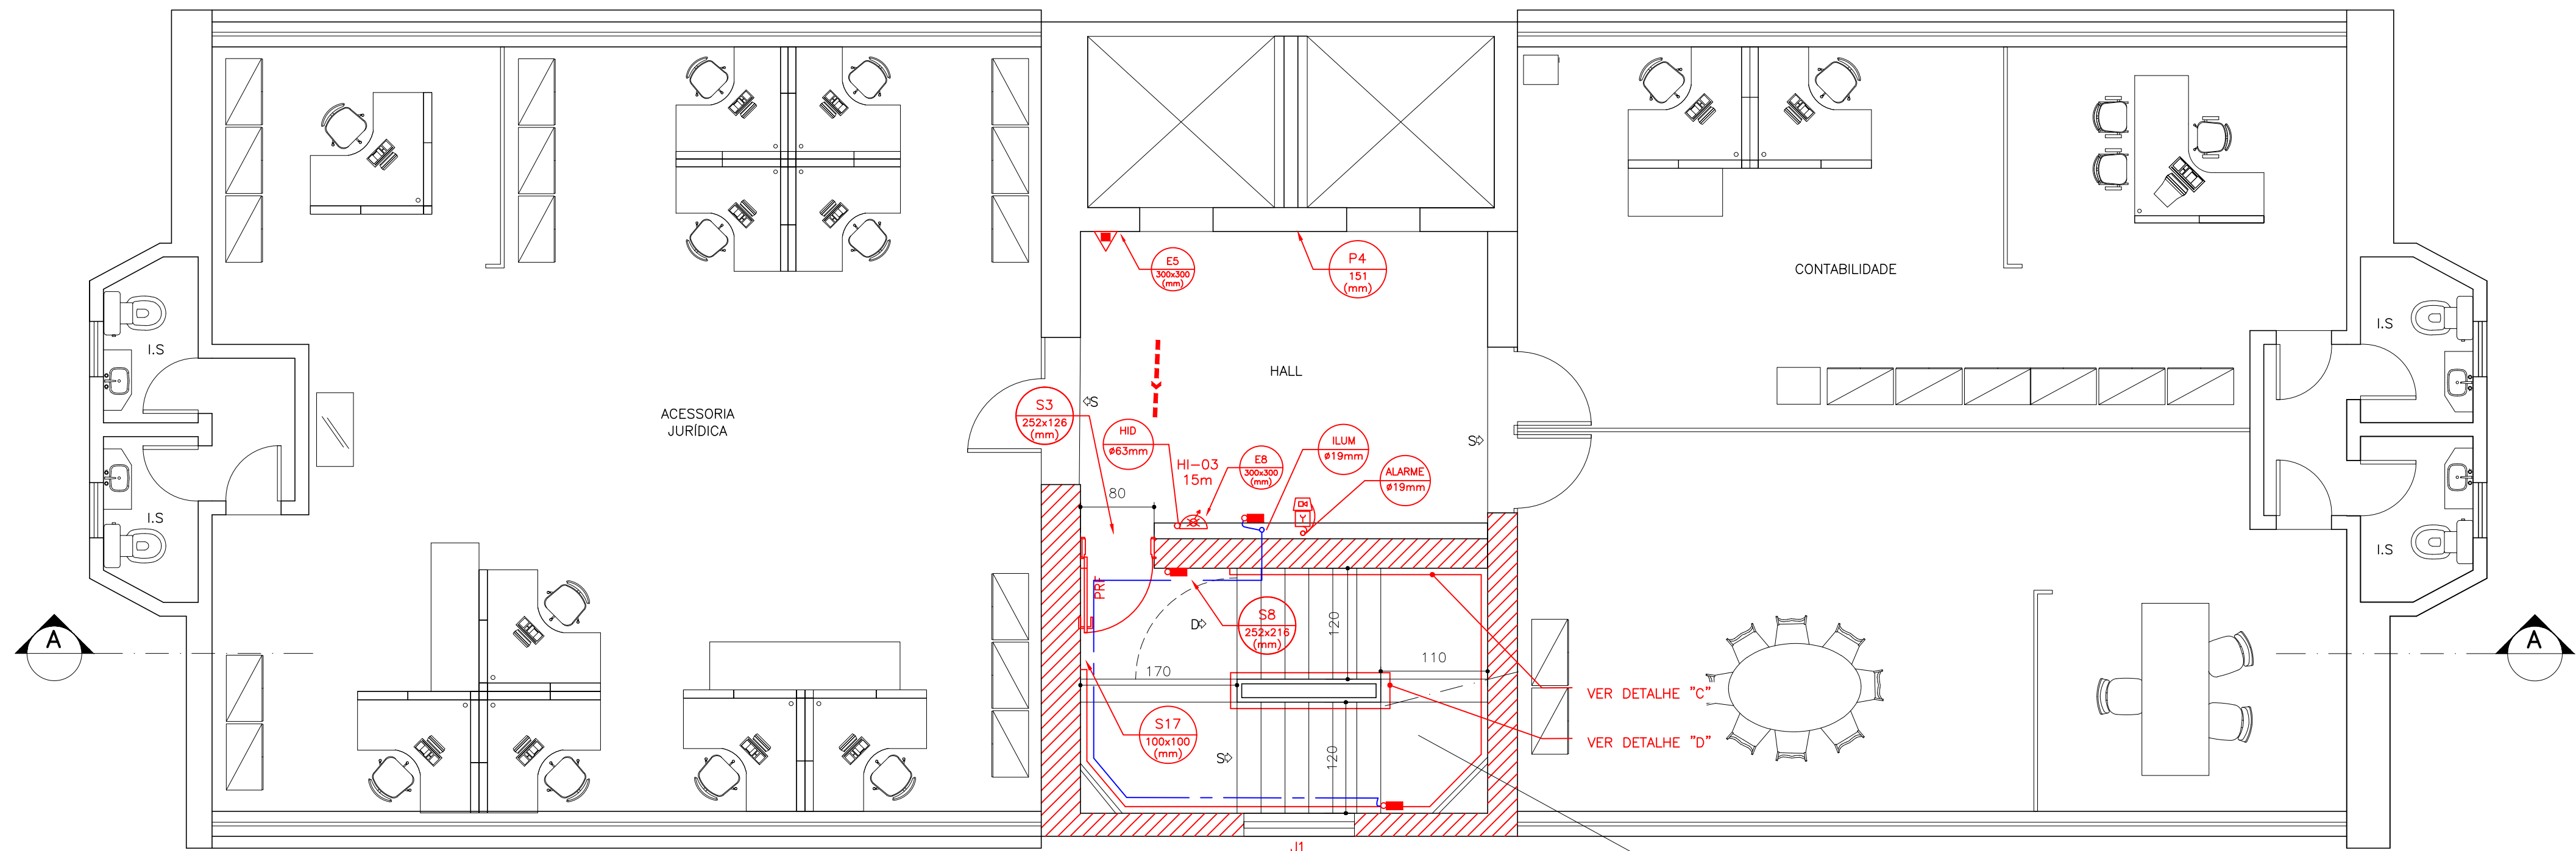 E5
300x300
(mm)
P4
151
(mm)
CONTABILIDADE
I.S
I.S
HALL
ACESSORIA
JURÍDICA
S3
252x126
(mm)
S
HID
ø63mm
HI-03
15m
E8
300x300
(mm)
ILUM
ø19mm
ALARME
ø19mm
S
80
I.S
I.S
PRF
D
S8
252x216
(mm)
120
A
A
170
110
VER DETALHE "C"
S17
100x100
(mm)
S
120
VER DETALHE "D"
J1